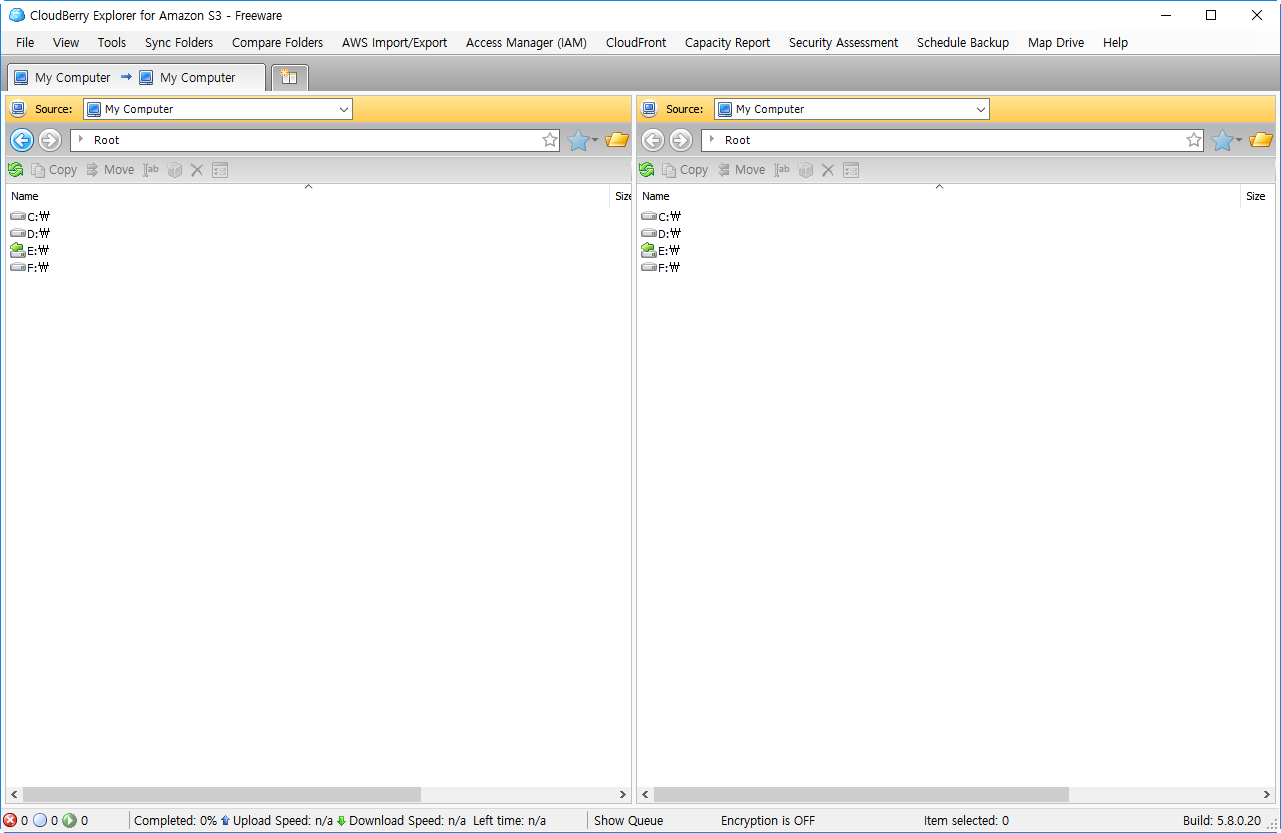 CloudBerry Explorer for Amazon S3 - Freeware
File View Tools Sync Folders Compare Folders AWS Import/Export Access Manager (IAM) CloudFront Capacity Report Security Assessment Schedule Backup Map Drive Help
My Computer My Computer
Source: My Computer
Root
Copy Move ab
Name Size
C:₩
D:₩
E:₩
F:₩
Source: My Computer
Root
Copy Move ab
Name Size
C:₩
D:₩
E:₩
F:₩
0 0 0 Completed: 0% Upload Speed: n/a Download Speed: n/a Left time: n/a Show Queue Encryption is OFF Item selected: 0 Build: 5.8.0.20